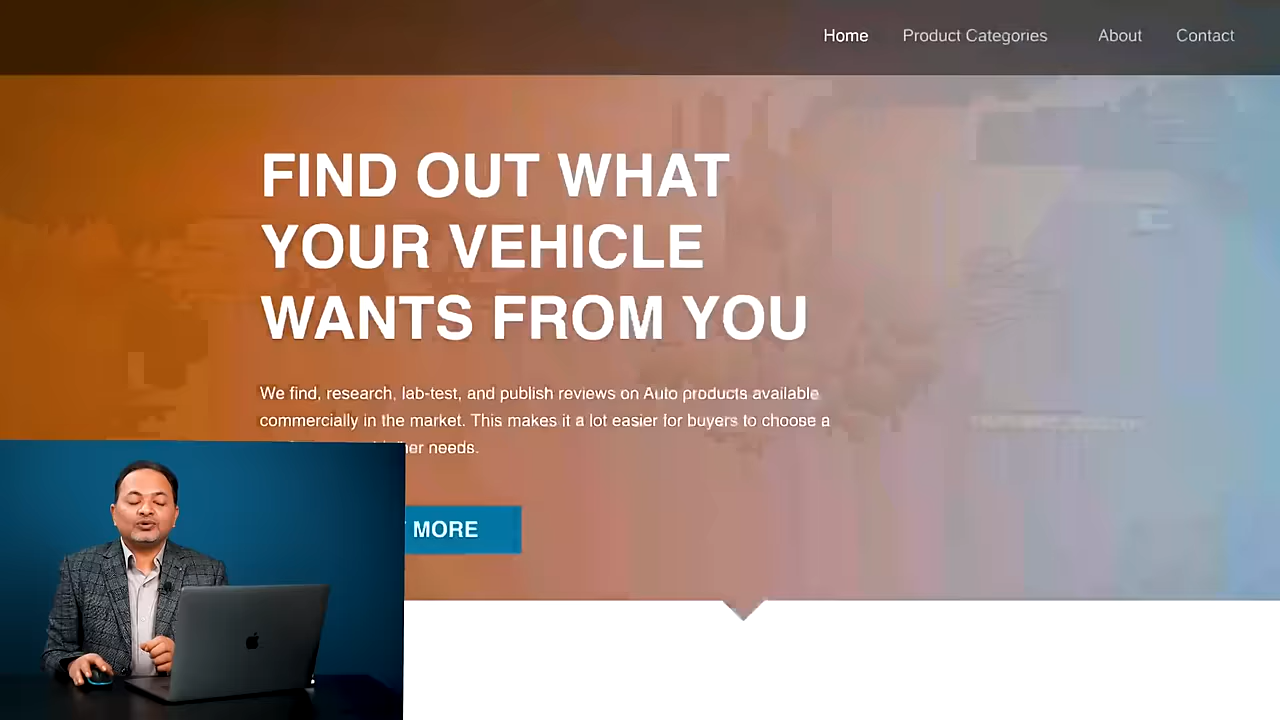 Home Product Categories About Contact
FIND OUT WHAT
YOUR VEHICLE
WANTS FROM YOU
We find, research, lab-test, and publish reviews on Auto products available
commercially in the market. This makes it a lot easier for buyers to choose a
needs.
MORE